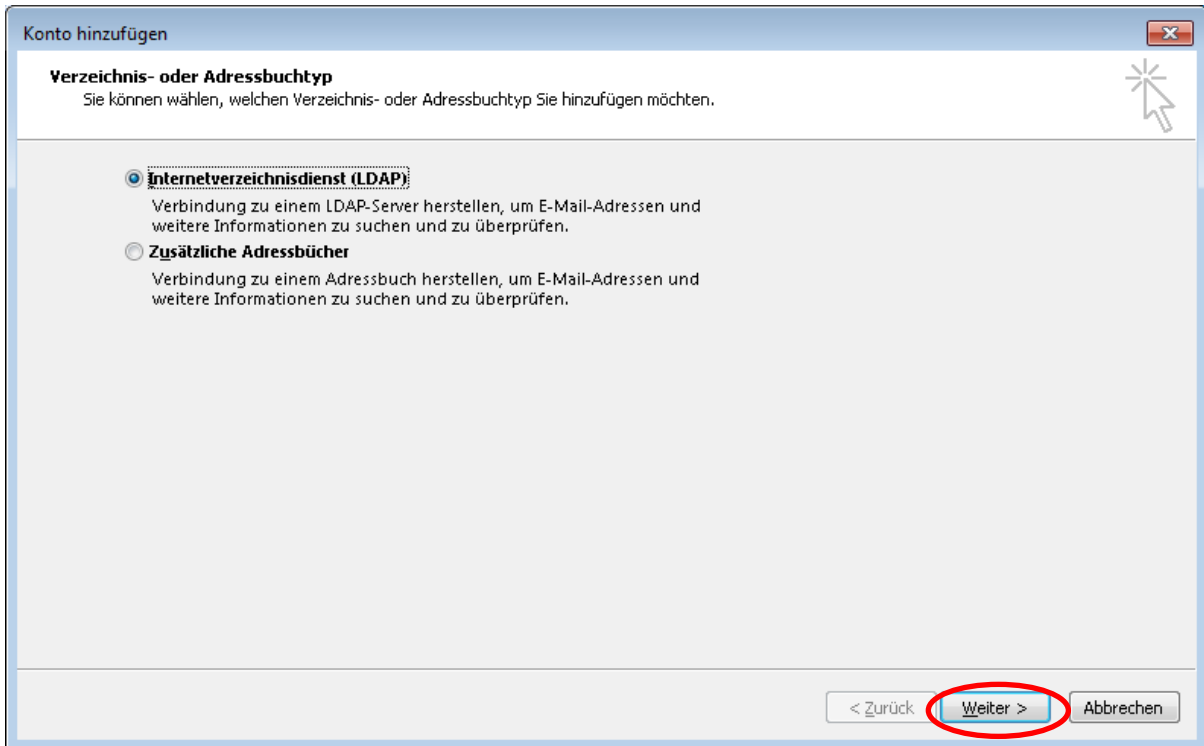 Konto hinzufügen
Verzeichnis- oder Adressbuchtyp
Sie können wählen, welchen Verzeichnis- oder Adressbuchtyp Sie hinzufügen möchten.
Internetverzeichnisdienst (LDAP)
Verbindung zu einem LDAP-Server herstellen, um E-Mail-Adressen und
weitere Informationen zu suchen und zu überprüfen.
Zusätzliche Adressbücher
Verbindung zu einem Adressbuch herstellen, um E-Mail-Adressen und
weitere Informationen zu suchen und zu überprüfen.
< Zurück Weiter > Abbrechen